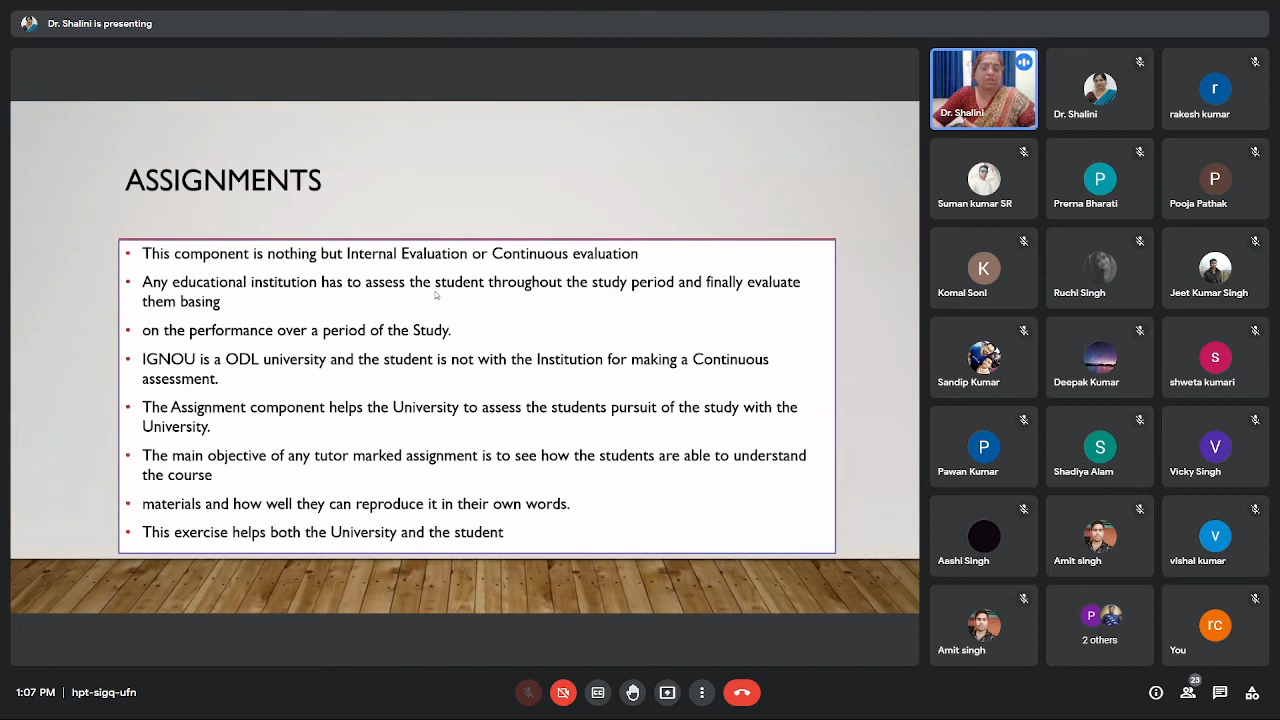 Dr. Shalini is presenting
ASSIGNMENTS
• This component is nothing but Internal Evaluation or Continuous evaluation
• Any educational institution has to assess the student throughout the study period and finally evaluate
them basing
• on the performance over a period of the Study.
• IGNOU is a ODL university and the student is not with the Institution for making a Continuous
assessment.
• The Assignment component helps the University to assess the students pursuit of the study with the
University.
• The main objective of any tutor marked assignment is to see how the students are able to understand
the course
• materials and how well they can reproduce it in their own words.
• This exercise helps both the University and the student
Dr. Shalini
Dr. Shalini
r
rakesh kumar
Suman kumar SR
P
Prerna Bharati
P
Pooja Pathak
K
Komal Soni
Ruchi Singh
Jeet Kumar Singh
Sandip Kumar
Deepak Kumar
s
shweta kumari
P
Pawan Kumar
S
Shadiya Alam
V
Vicky Singh
Aashi Singh
Amit singh
v
vishal kumar
Amit singh
P
2 others
rc
You
1:07 PM | hpt-sigq-ufn
23